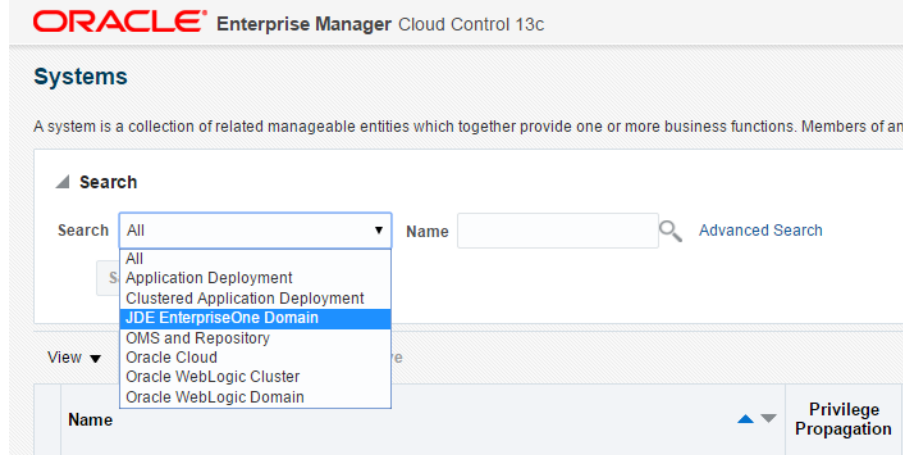 ORACLE Enterprise Manager Cloud Control 13c
Systems
A system is a collection of related manageable entities which together provide one or more business functions. Members of an
Search
Search All Name Advanced Search
All
Application Deployment
Clustered Application Deployment
JDE EnterpriseOne Domain
OMS and Repository
Oracle Cloud
Oracle WebLogic Cluster
Oracle WebLogic Domain
View
Name Privilege
Propagation